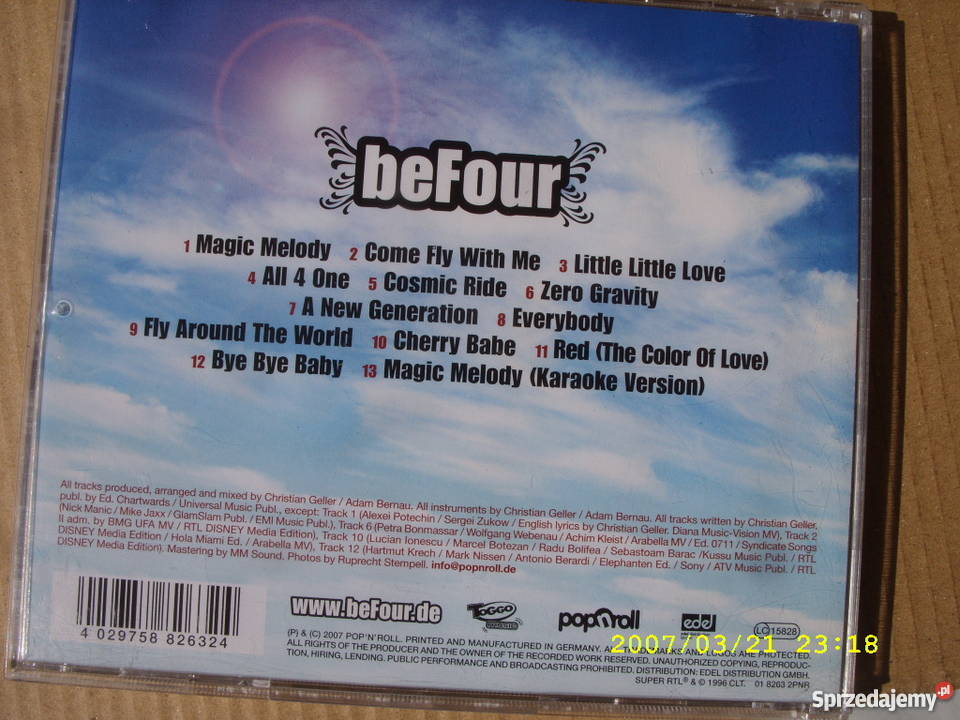 beFour
1 Magic Melody 2 Come Fly With Me 3 Little Little Love
4 All 4 One 5 Cosmic Ride 6 Zero Gravity
7 A New Generation 8 Everybody
9 Fly Around The World 10 Cherry Babe 11 Red (The Color Of Love)
12 Bye Bye Baby 13 Magic Melody (Karaoke Version)
All tracks produced, arranged and mixed by Christian Geller / Adam Bernau. All instruments by Christian Geller / Adam Bernau. All tracks written by Christian Geller,
publ. by Ed. Chartwards / Universal Music Publ., except: Track 1 (Alexei Potechin / Sergei Zukow / English lyrics by Christian Geller. Diana Music-Vision MV), Track 2
(Nick Manic / Mike Jaxx / GlamSlam Publ. / EMI Music Publ.), Track 6 (Petra Bonmassar / Wolfgang Webenau / Achim Kleist / Arabella MV / Ed. 0711 / Syndicate Songs
II adm. by BMG UFA MV / RTL DISNEY Media Edition), Track 10 (Lucian Ionescu / Marcel Botezan / Radu Bolifea / Sebastoam Barac /Kussu Music Publ. / RTL
DISNEY Media Edition / Hola Miami Ed. / Arabella MV), Track 12 (Hartmut Krech / Mark Nissen / Antonio Berardi / Elephanten Ed. / Sony / ATV Music Publ. / RTL
DISNEY Media Edition). Mastering by MM Sound. Photos by Ruprecht Stempell. info@popnroll.de
4 029758 826324
www.beFour.de TOGGO MUSIC pop'n'roll edel LC 15828
(P) & (C) 2007 POP'N'ROLL. PRINTED AND MANUFACTURED IN GERMANY. ALL TRADEMARKS AND LOGOS ARE PROTECTED.
ALL RIGHTS OF THE PRODUCER AND THE OWNER OF THE RECORDED WORK RESERVED. UNAUTHORIZED COPYING, REPRODUC-
TION, HIRING, LENDING. PUBLIC PERFORMANCE AND BROADCASTING PROHIBITED. DISTRIBUTION: EDEL DISTRIBUTION GMBH.
SUPER RTL® & © 1996 CLT. 01 8263 2PNR
2007/03/21 23:18
Sprzedajemy.pl